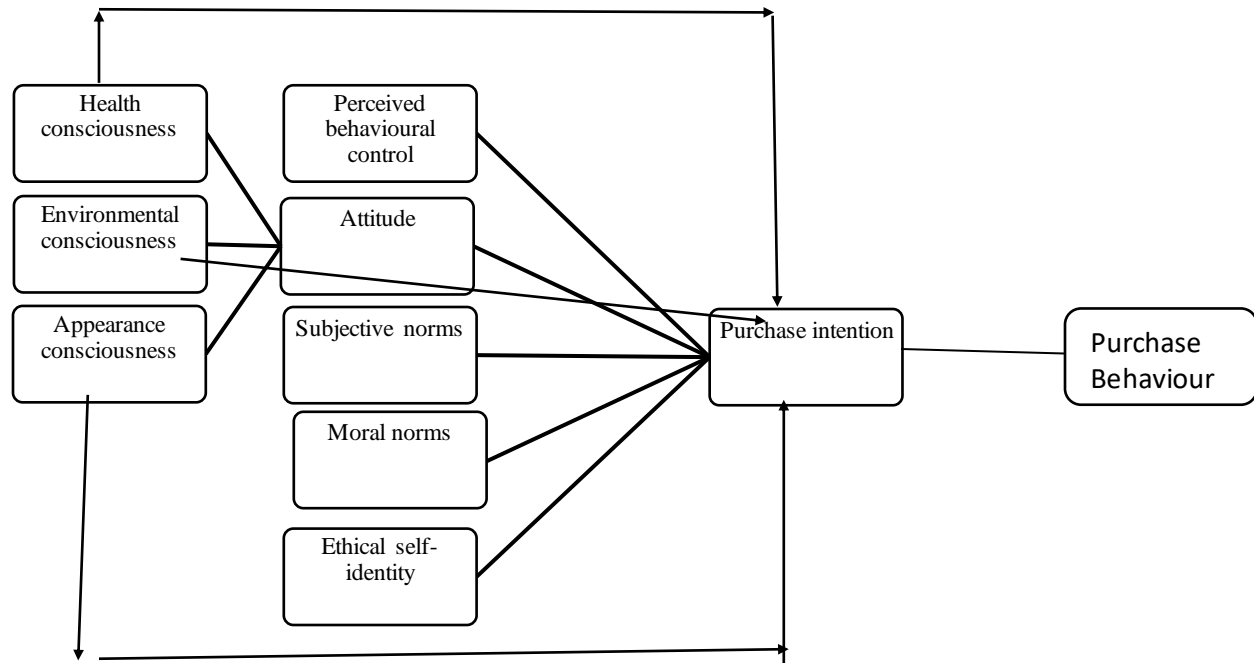 Health
consciousness
Perceived
behavioural
control
Environmental
consciousness
Attitude
Appearance
consciousness
Subjective norms
Purchase intention
Purchase
Behaviour
Moral norms
Ethical self-
identity